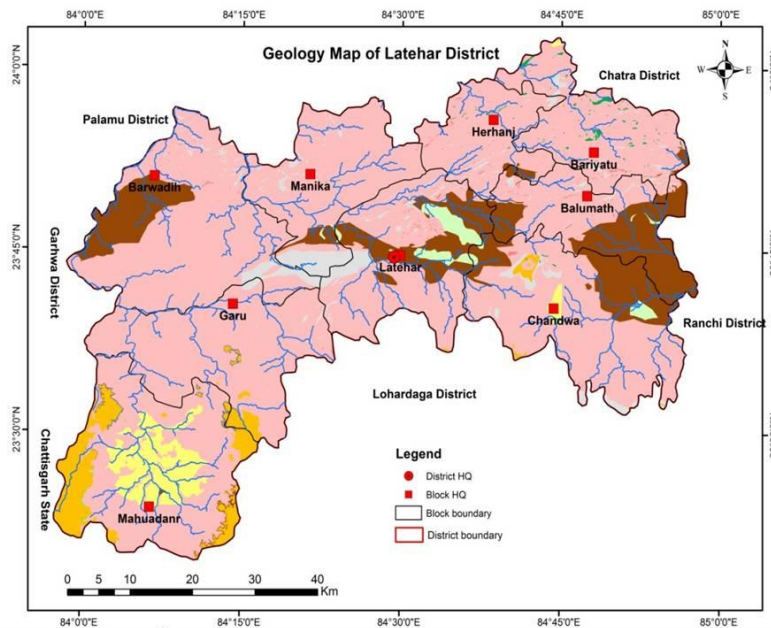 84°0'0"E
84°15'0"E
84°30'0"E
84°45'0"E
85°0'0"E
Geology Map of Latehar District
N
W
E
S
24°0'0"N
Chatra District
Palamu District
Herhanj
Bariyatu
Barwadih
Manika
Balumath
Garhwa District
23°45'0"N
Latehar
Garu
Chandwa
Ranchi District
Lohardaga District
23°30'0"N
Chattisgarh State
Legend
District HQ
Block HQ
Block boundary
District boundary
Mahuadanr
0 5 10 20 30 40
Km
84°0'0"E
84°15'0"E
84°30'0"E
84°45'0"E
85°0'0"E